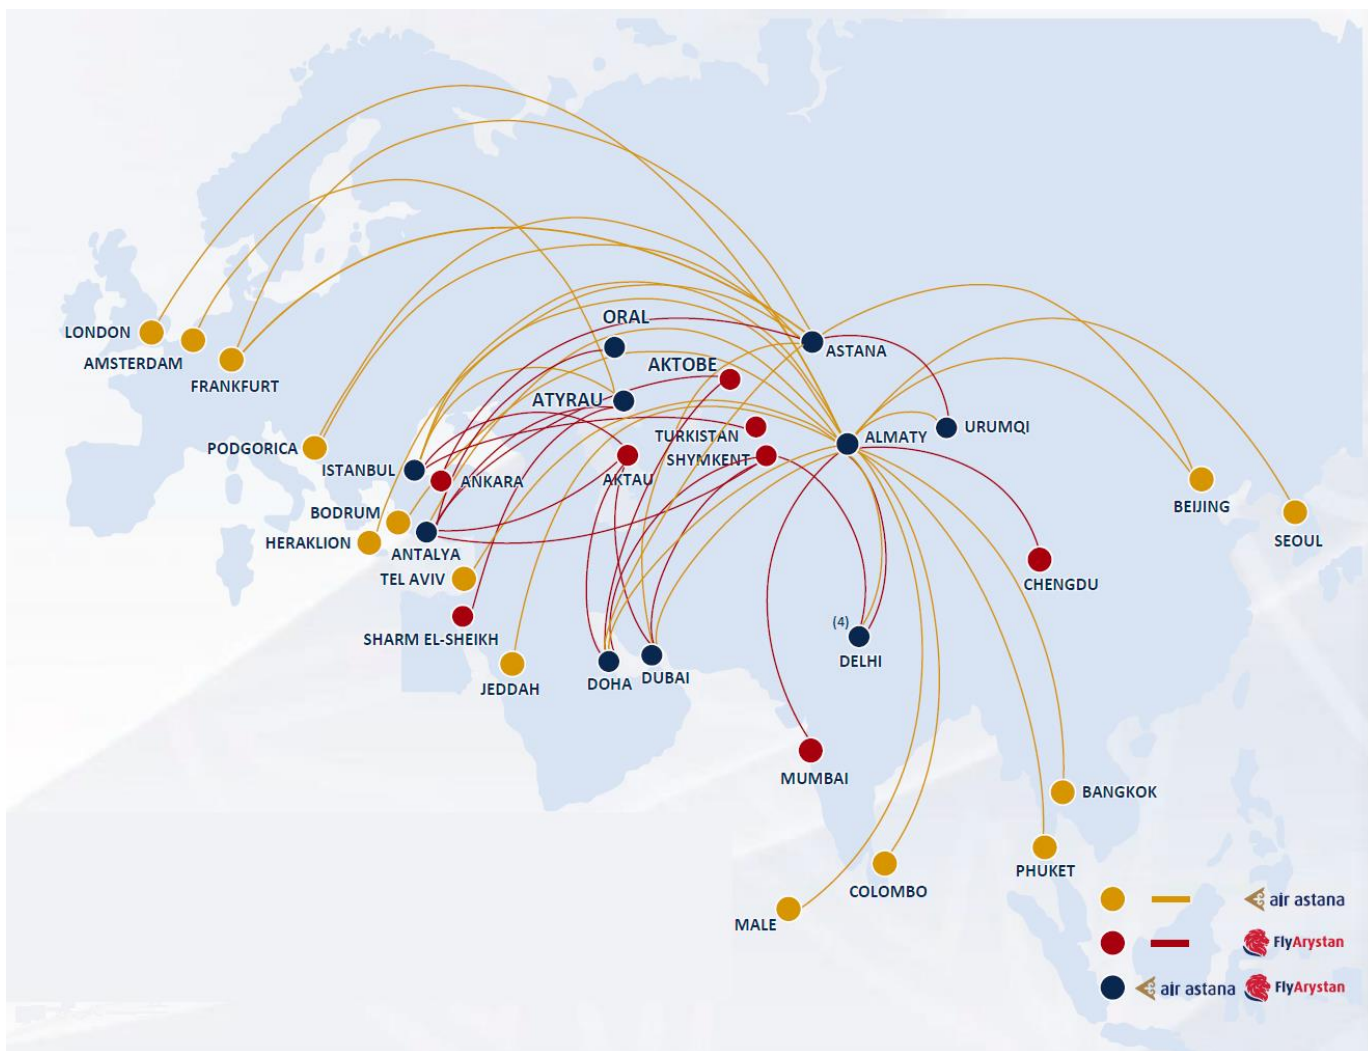 ORAL
LONDON
ASTANA
AMSTERDAM
AKTOBE
FRANKFURT
ATYRAU
URUMQI
TURKISTAN
ALMATY
PODGORICA
SHYMKENT
ISTANBUL
ANKARA
AKTAU
BEIJING
BODRUM
SEOUL
HERAKLION
ANTALYA
TEL AVIV
CHENGDU
(4)
SHARM EL-SHEIKH
DELHI
JEDDAH
DOHA
DUBAI
MUMBAI
BANGKOK
PHUKET
COLOMBO
MALE
air astana
FlyArystan
air astana FlyArystan